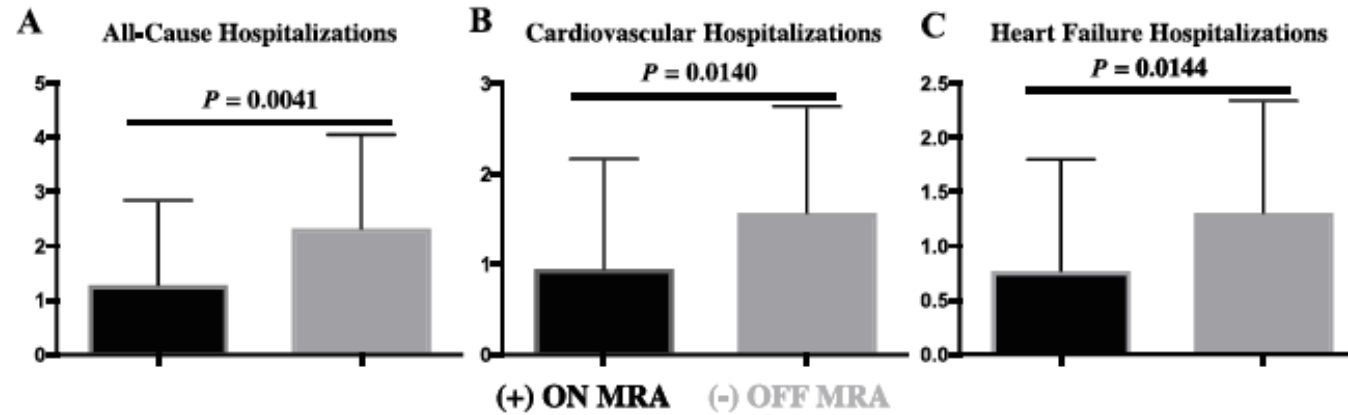 A All-Cause Hospitalizations
P = 0.0041
5
4
3
2
1
0
B Cardiovascular Hospitalizations
P = 0.0140
3
2
1
0
C Heart Failure Hospitalizations
P = 0.0144
2.5
2.0
1.5
1.0
0.5
0.0
(+) ON MRA (-) OFF MRA